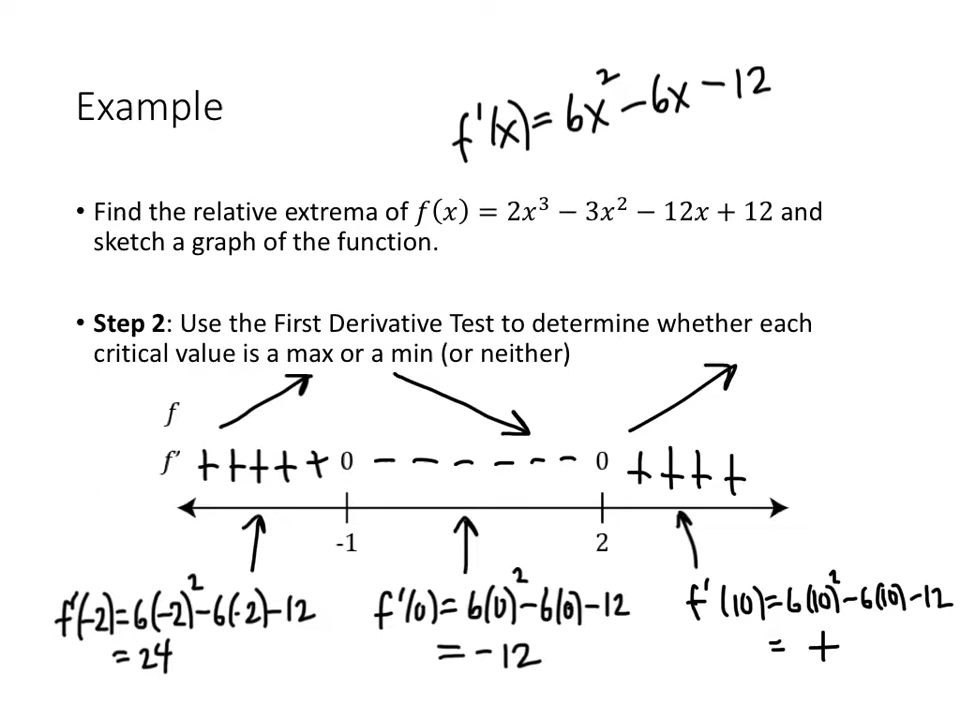 Example
f'(x)=6x²-6x-12
• Find the relative extrema of f(x) = 2x³ − 3x² − 12x + 12 and
sketch a graph of the function.
• Step 2: Use the First Derivative Test to determine whether each
critical value is a max or a min (or neither)
f
f' +++++ 0 − − − − − − 0 ++++
-1 2
f'(-2)=6(-2)²-6(-2)-12 f'(0)=6(0)²-6(0)-12 f'(10)=6(10)²-6(10)-12
=24 =-12 = +